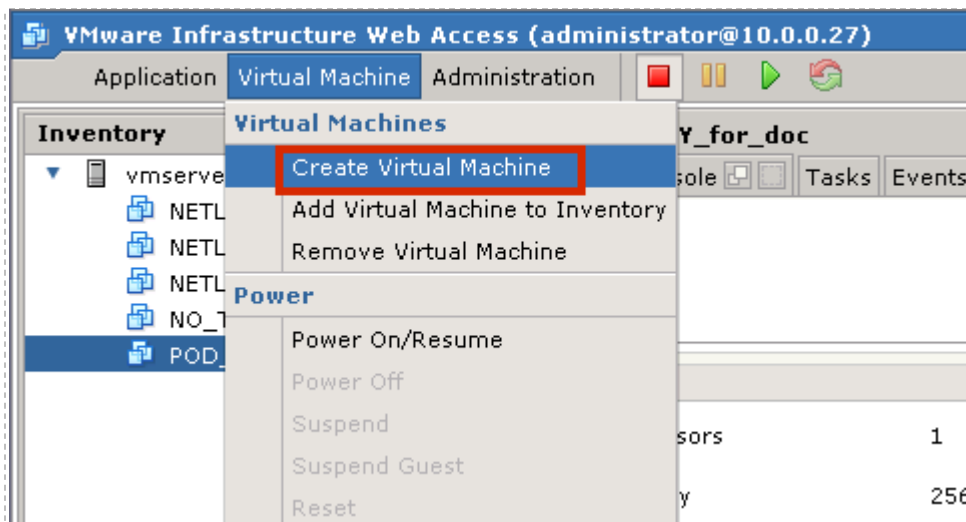 VMware Infrastructure Web Access (administrator@10.0.0.27)
Application Virtual Machine Administration
Inventory
vmserve
NETL
NETL
NETL
NO_T
POD_
Virtual Machines
Create Virtual Machine
Add Virtual Machine to Inventory
Remove Virtual Machine
Power
Power On/Resume
Power Off
Suspend
Suspend Guest
Reset
Y_for_doc
sole Tasks Events
sors 1
y 256